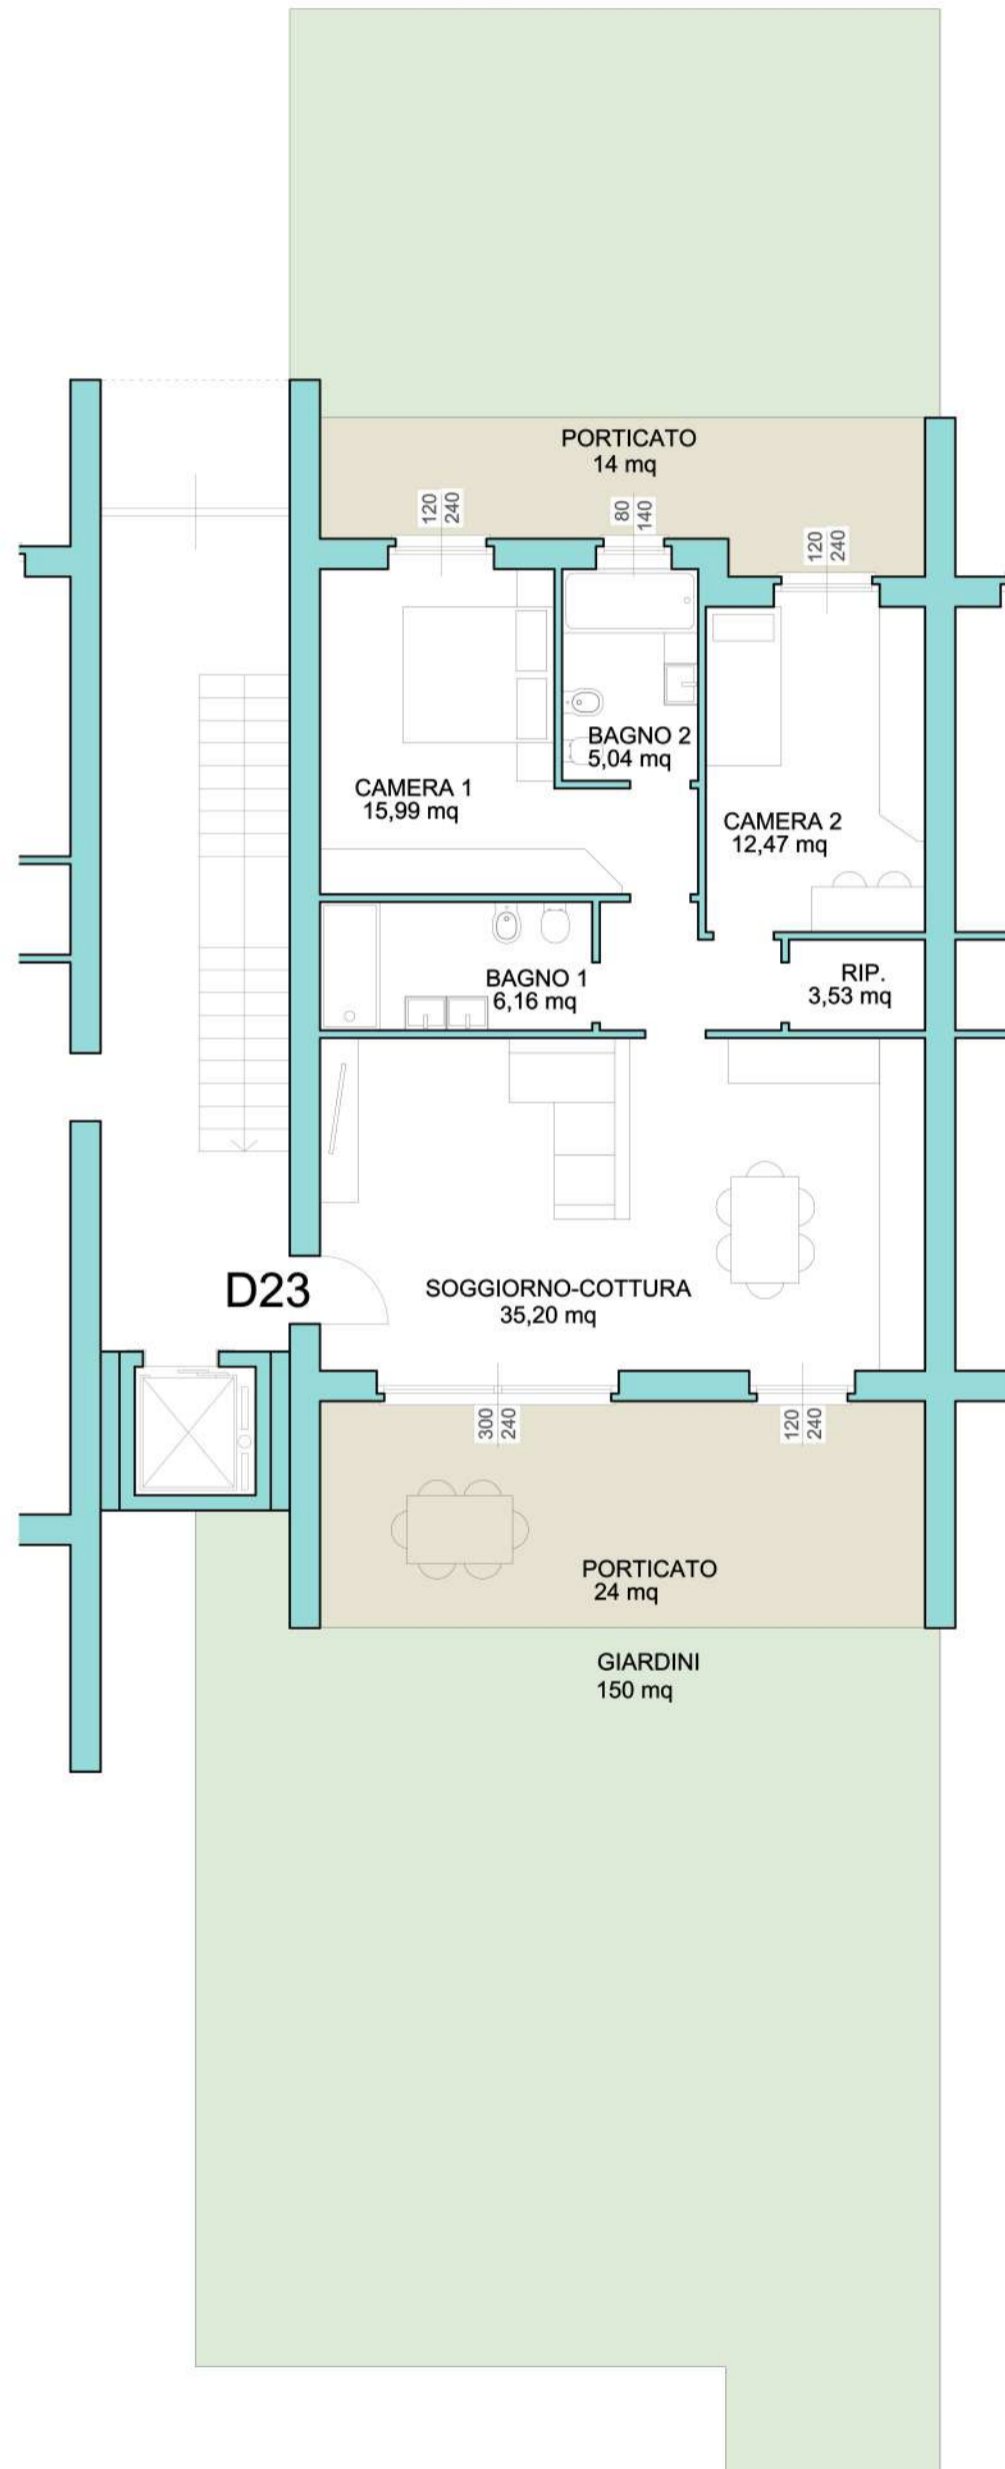 PORTICATO
14 mq
120
240
80
140
120
240
BAGNO 2
5,04 mq
CAMERA 1
15,99 mq
CAMERA 2
12,47 mq
BAGNO 1
6,16 mq
RIP.
3,53 mq
D23
SOGGIORNO-COTTURA
35,20 mq
300
240
120
240
PORTICATO
24 mq
GIARDINI
150 mq